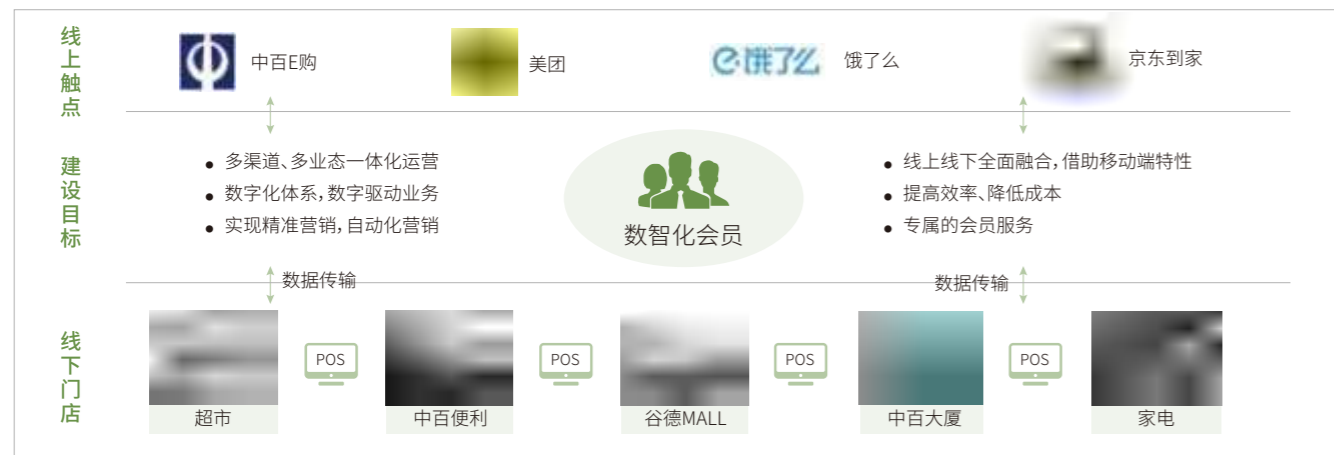 线上触点
中百E购
美团
饿了么
饿了么
京东到家
建设目标
多渠道、多业态一体化运营
数字化体系，数字驱动业务
实现精准营销，自动化营销
数智化会员
线上线下全面融合，借助移动端特性
提高效率、降低成本
专属的会员服务
数据传输
数据传输
线下门店
POS
POS
POS
POS
超市
中百便利
谷德MALL
中百大厦
家电